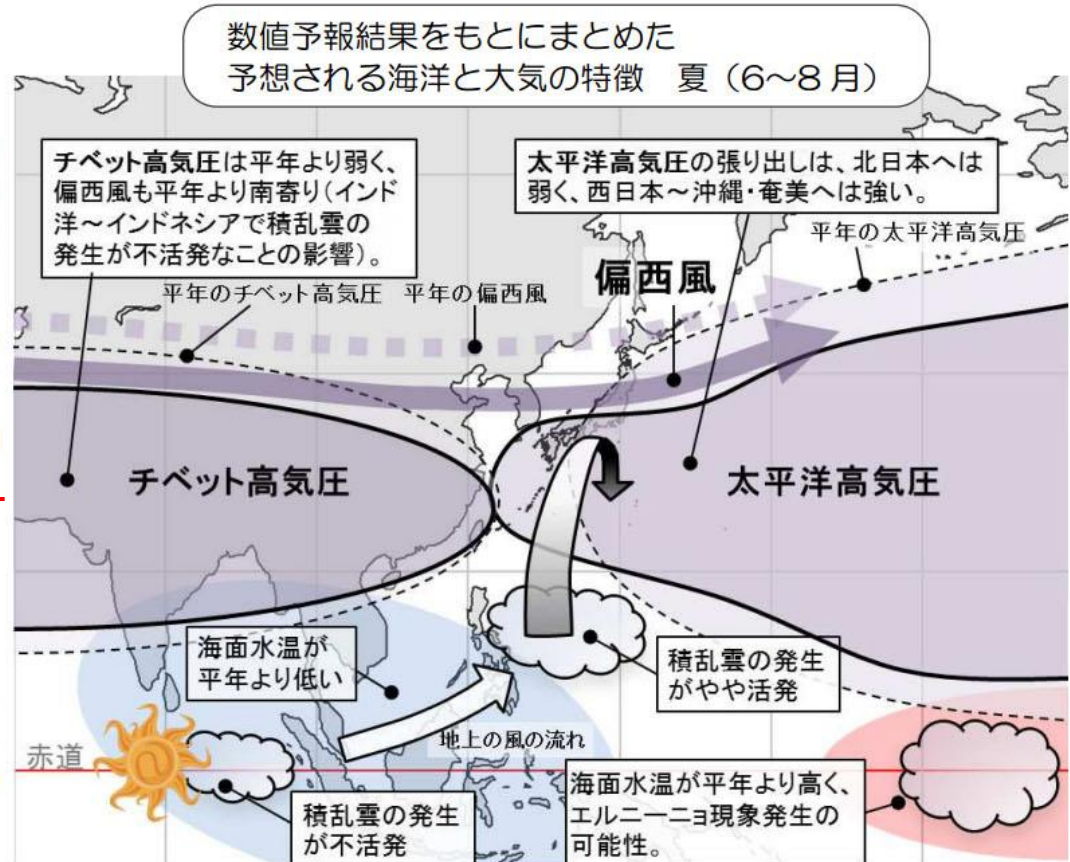 数値予報結果をもとにまとめた
予想される海洋と大気の特徴 夏（6～8月）
チベット高気圧は平年より弱く、
偏西風も平年より南寄り（インド
洋～インドネシアで積乱雲の
発生が不活発なことの影響）。
太平洋高気圧の張り出しは、北日本へは
弱く、西日本～沖縄・奄美へは強い。
平年の太平洋高気圧
偏西風
平年のチベット高気圧
平年の偏西風
チベット高気圧
太平洋高気圧
海面水温が
平年より低い
積乱雲の発生
がやや活発
地上の風の流れ
赤道
積乱雲の発生
が不活発
海面水温が平年より高く、
エルニーニョ現象発生の
可能性。